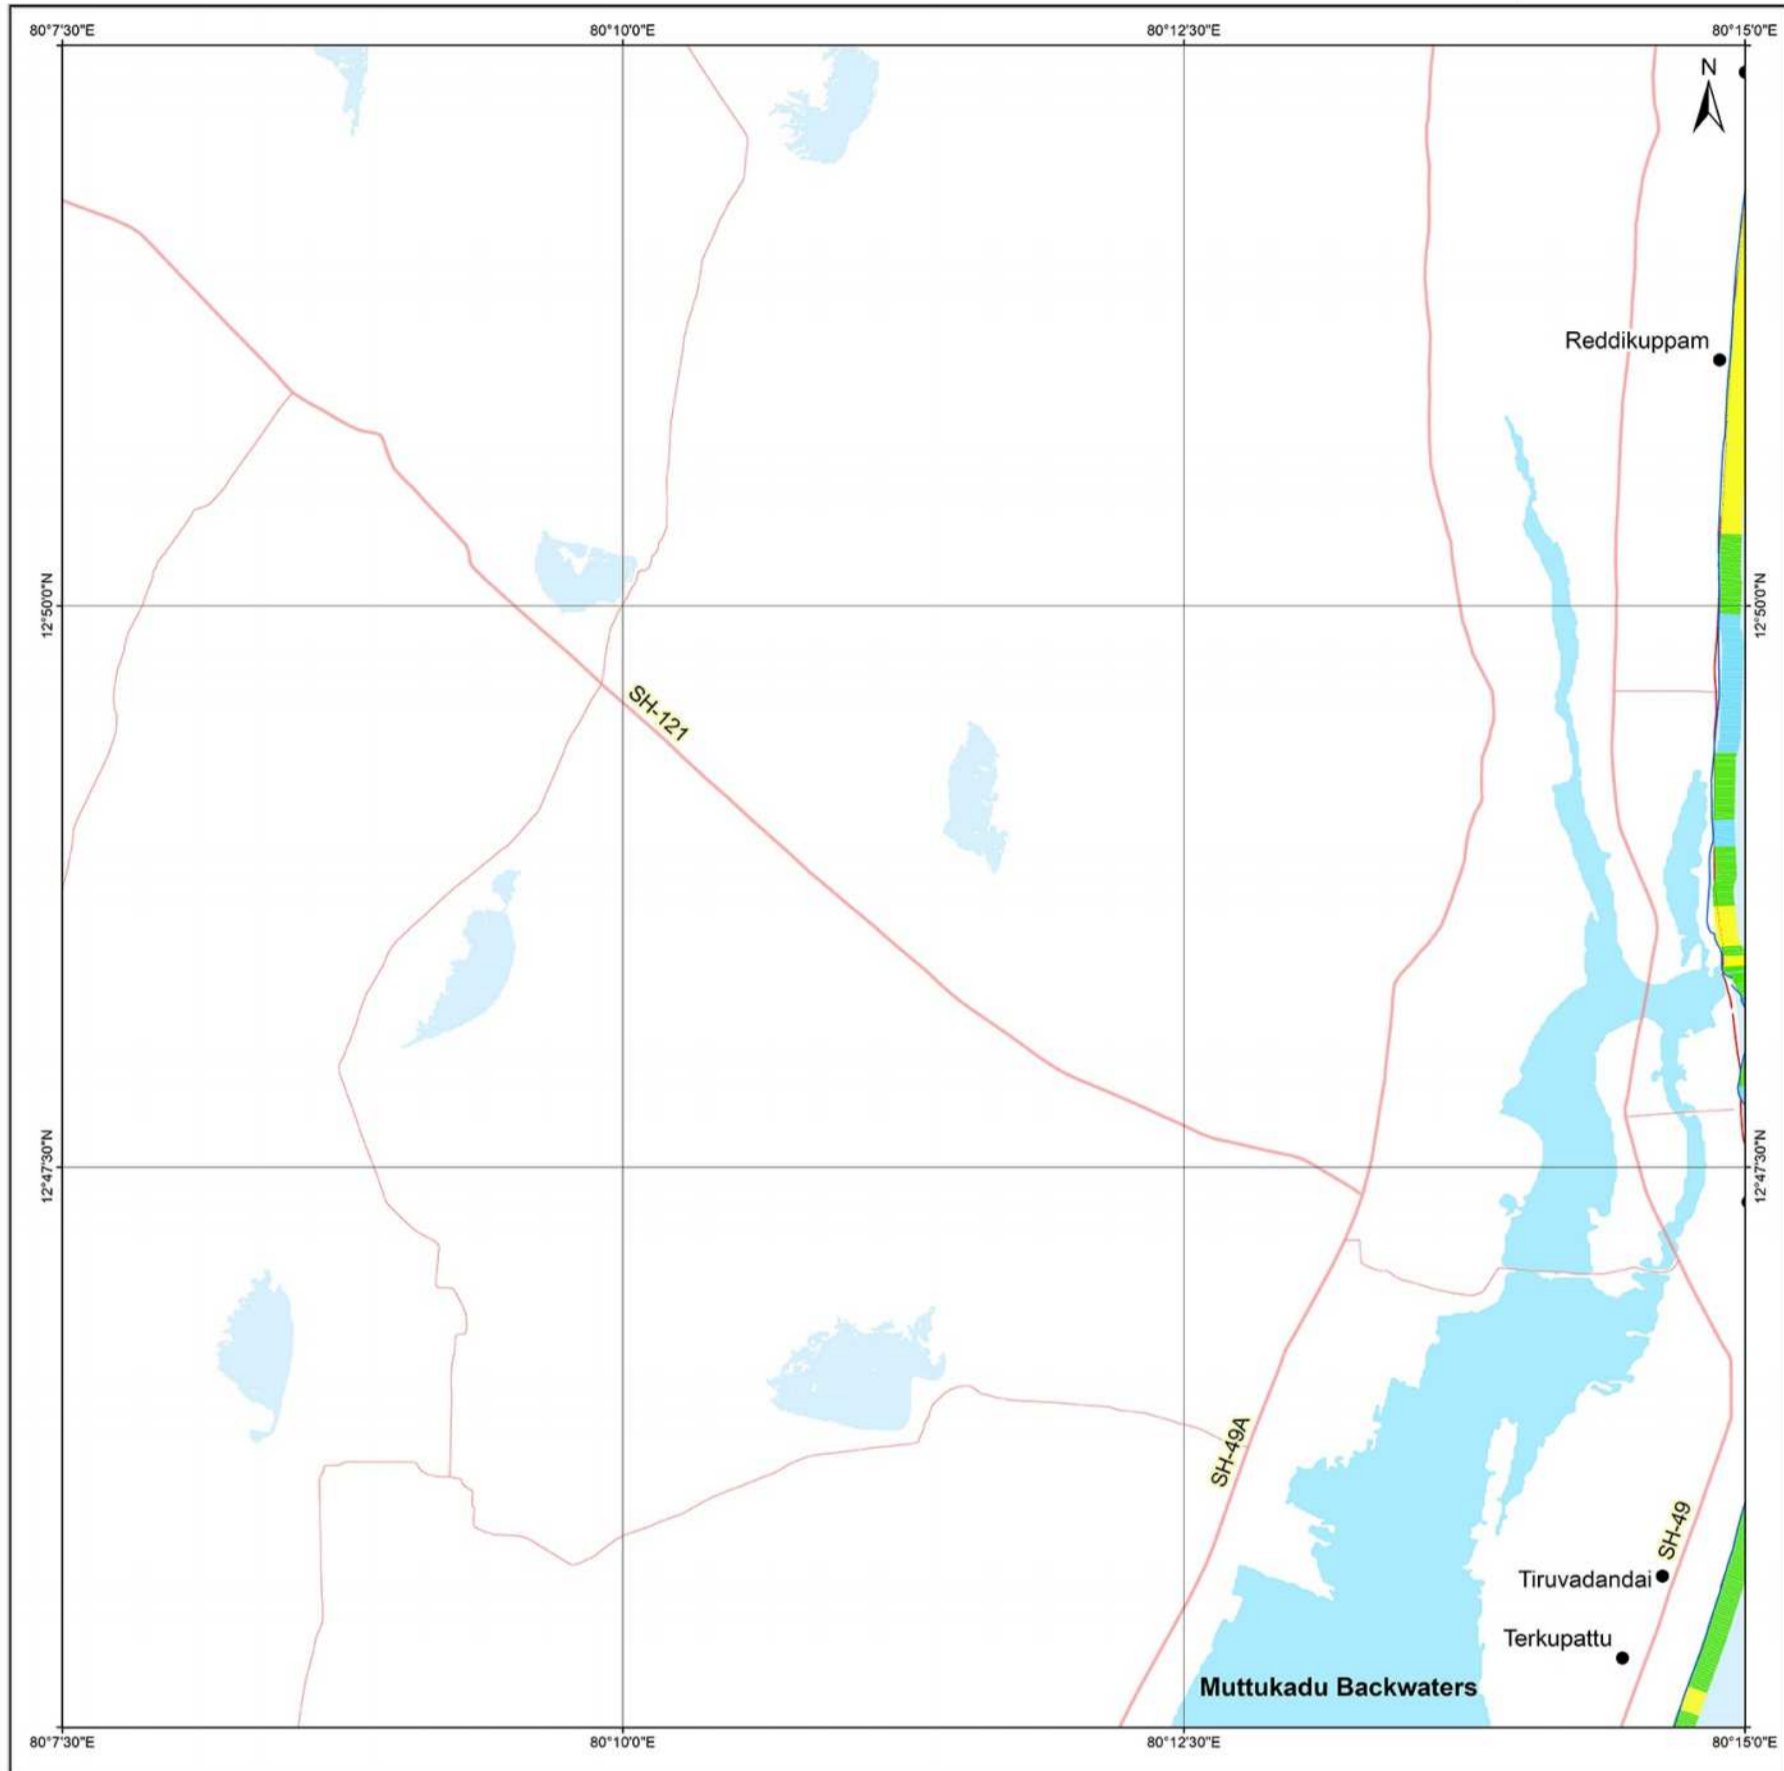 80°7'30"E 80°10'0"E 80°12'30"E 80°15'0"E
N
Reddikuppam
12°50'0"N 12°50'0"N
SH-121
12°47'30"N 12°47'30"N
SH-49A
SH-49
Tiruvadandai
Terkupattu
Muttukadu Backwaters
80°7'30"E 80°10'0"E 80°12'30"E 80°15'0"E